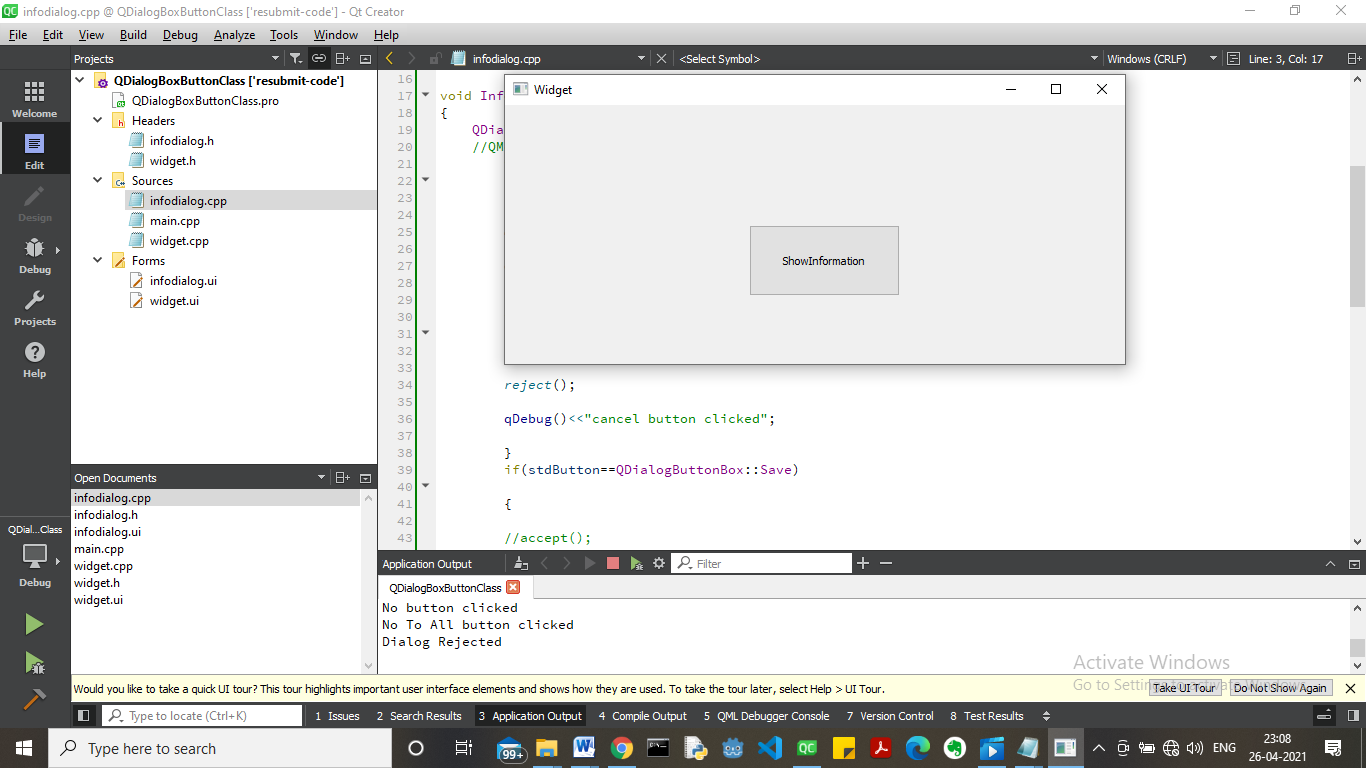 QC infodialog.cpp @ QDialogBoxButtonClass ['resubmit-code'] - Qt Creator
File Edit View Build Debug Analyze Tools Window Help
Projects infodialog.cpp <Select Symbol> Windows (CRLF) Line: 3, Col: 17
Welcome
Edit
Design
Debug
Projects
Help
QDialogBoxButtonClass ['resubmit-code']
QDialogBoxButtonClass.pro
Headers
infodialog.h
widget.h
Sources
infodialog.cpp
main.cpp
widget.cpp
Forms
infodialog.ui
widget.ui
Open Documents
infodialog.cpp
infodialog.h
infodialog.ui
main.cpp
widget.cpp
widget.h
widget.ui
QDial...Class
Debug
16
17 void Inf
18 {
19 QDia
20 //QM
21
22
23
24
25
26
27
28
29
30
31
32
33
34 reject();
35
36 qDebug()<<"cancel button clicked";
37
38 }
39 if(stdButton==QDialogButtonBox::Save)
40
41 {
42
43 //accept();
Widget
ShowInformation
Application Output Filter
QDialogBoxButtonClass
No button clicked
No To All button clicked
Dialog Rejected
Activate Windows
Would you like to take a quick UI tour? This tour highlights important user interface elements and shows how they are used. To take the tour later, select Help > UI Tour. Take UI Tour Do Not Show Again
Type to locate (Ctrl+K) 1 Issues 2 Search Results 3 Application Output 4 Compile Output 5 QML Debugger Console 7 Version Control 8 Test Results
Type here to search 99+ QC ENG 23:08
26-04-2021